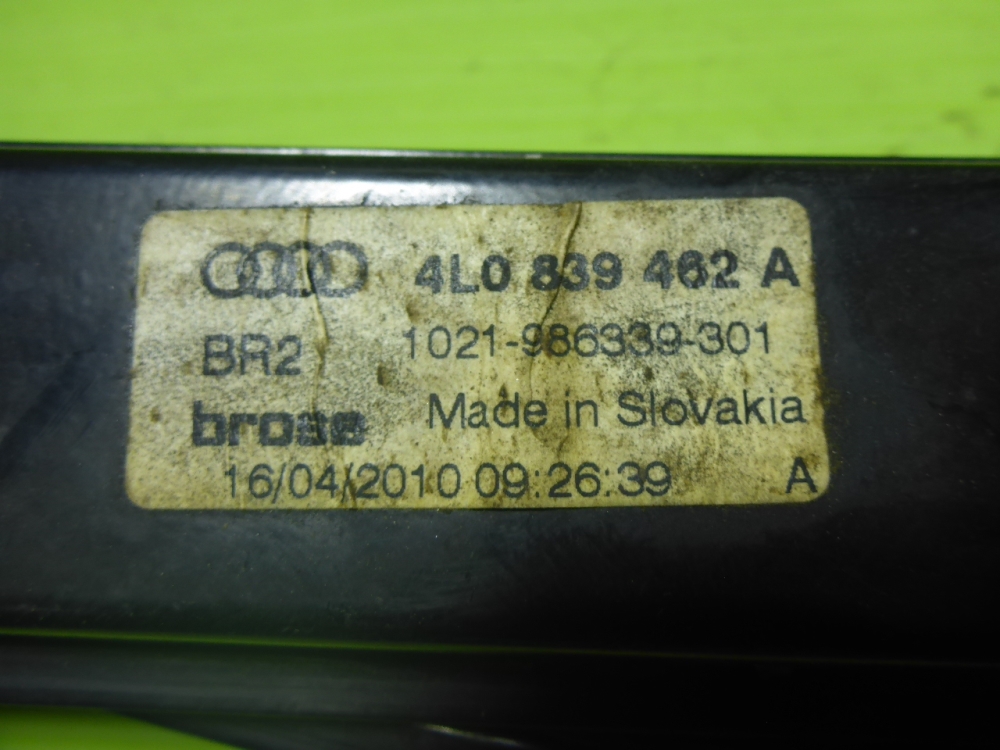 4L0 839 462 A
BR2 1021-986339-301
brose Made in Slovakia
16/04/2010 09:26:39 A